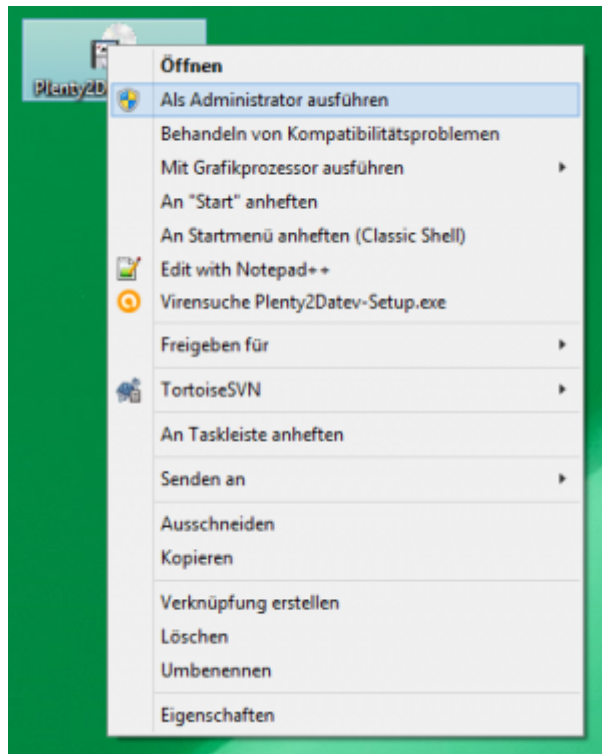 Plenty2D
Öffnen
Als Administrator ausführen
Behandeln von Kompatibilitätsproblemen
Mit Grafikprozessor ausführen
An "Start" anheften
An Startmenü anheften (Classic Shell)
Edit with Notepad++
Virensuche Plenty2Datev-Setup.exe
Freigeben für
TortoiseSVN
An Taskleiste anheften
Senden an
Ausschneiden
Kopieren
Verknüpfung erstellen
Löschen
Umbenennen
Eigenschaften